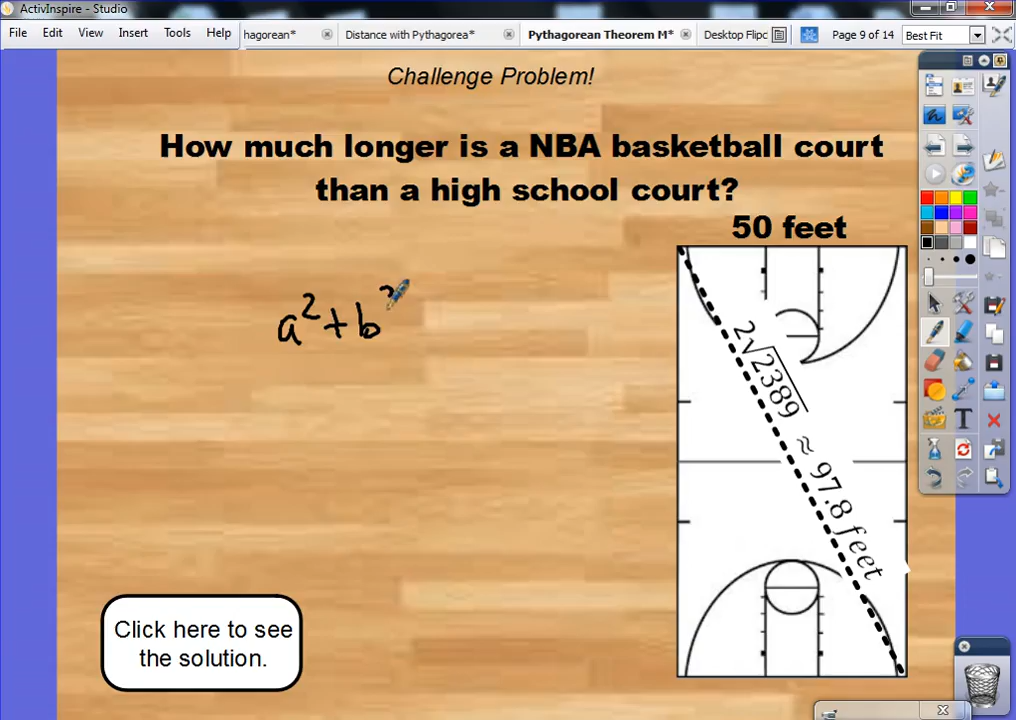 ActivInspire - Studio
File Edit View Insert Tools Help
hagorean* Distance with Pythagorea* Pythagorean Theorem M* Desktop Flipc Page 9 of 14 Best Fit
Challenge Problem!
How much longer is a NBA basketball court
than a high school court?
50 feet
a²+b²
2√2389 ≈ 97.8 feet
Click here to see
the solution.